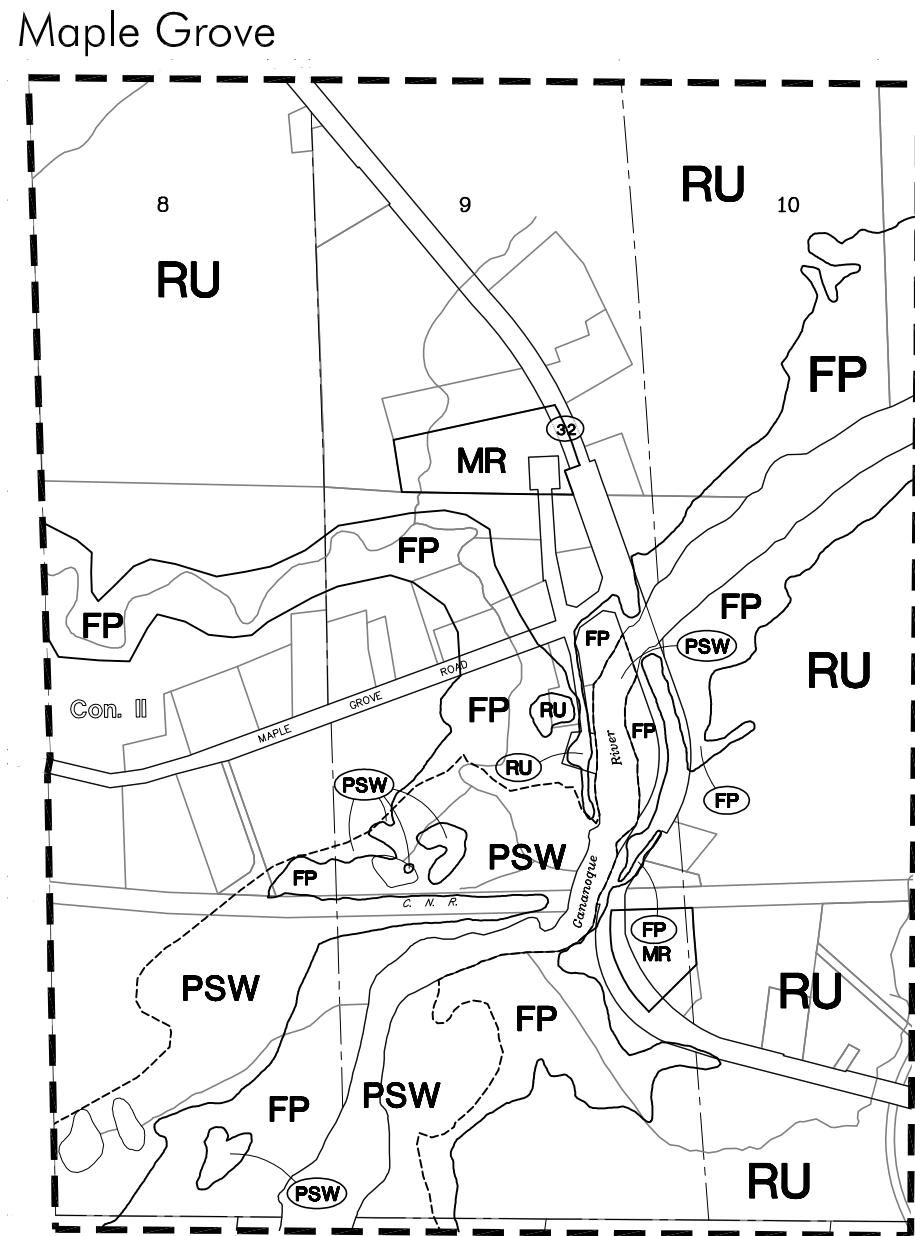 Maple Grove
RU
8
9
10
RU
FP
32
MR
FP
FP
FP
FP
PSW
RU
Con. II
MAPLE GROVE ROAD
FP
RU
FP
River
RU
PSW
FP
PSW
FP
Cananoque
C. N. R.
FP
MR
PSW
RU
FP
PSW
FP
RU
PSW